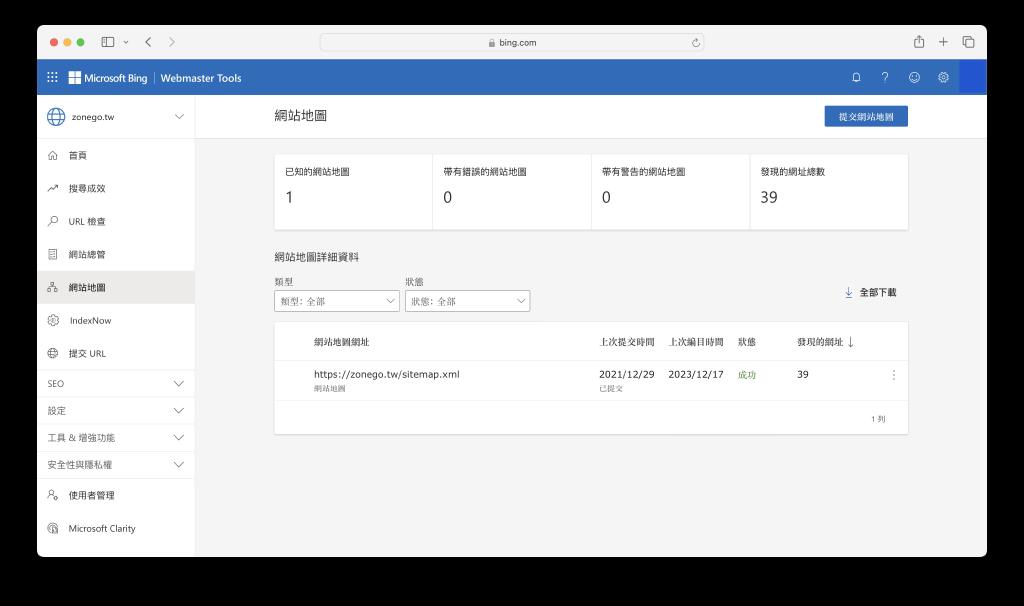 bing.com
Microsoft Bing | Webmaster Tools
zonego.tw
首頁
搜尋成效
URL 檢查
網站總管
網站地圖
IndexNow
提交 URL
SEO
設定
工具 & 增強功能
安全性與隱私權
使用者管理
Microsoft Clarity
網站地圖
提交網站地圖
已知的網站地圖
1
帶有錯誤的網站地圖
0
帶有警告的網站地圖
0
發現的網址總數
39
網站地圖詳細資料
類型
類型: 全部
狀態
狀態: 全部
全部下載
網站地圖網址 上次提交時間 上次編目時間 狀態 發現的網址 ↓
https://zonego.tw/sitemap.xml 2021/12/29 2023/12/17 成功 39
網站地圖 已提交
1 列